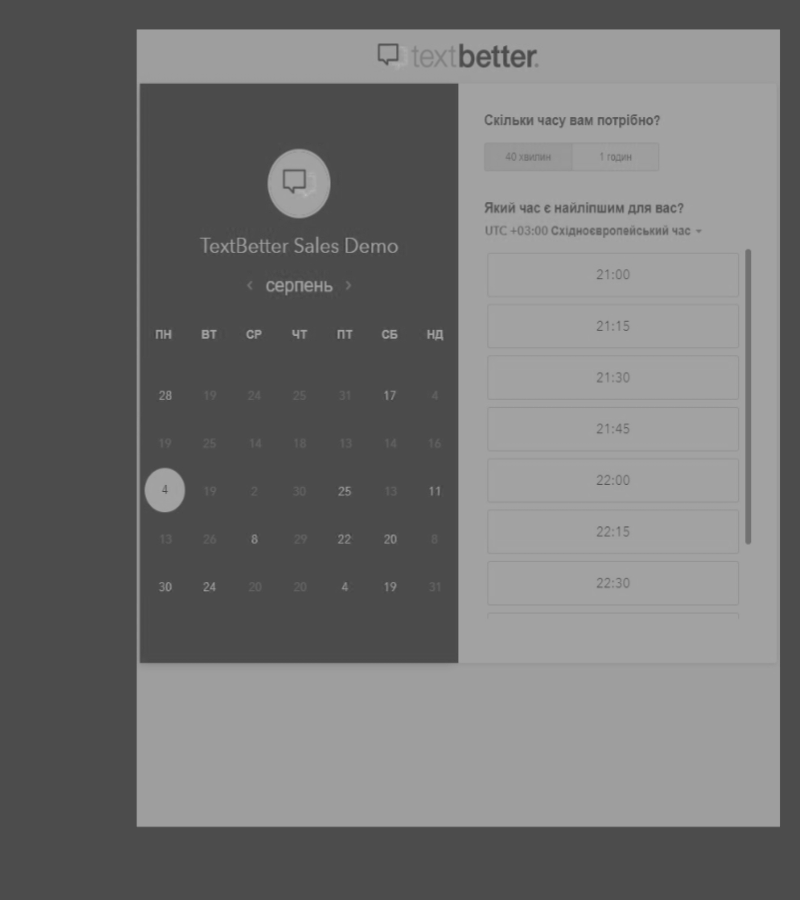 textbetter.
TextBetter Sales Demo
‹ серпень ›
ПН ВТ СР ЧТ ПТ СБ НД
28 19 24 25 31 17 4
19 25 14 18 13 14 16
4 19 2 30 25 13 11
13 26 8 29 22 20 8
30 24 20 20 4 19 31
Скільки часу вам потрібно?
40 хвилин 1 годин
Який час є найліпшим для вас?
UTC +03:00 Східноєвропейський час
21:00
21:15
21:30
21:45
22:00
22:15
22:30